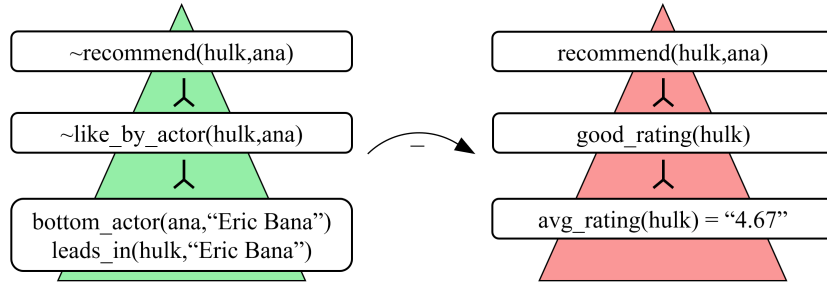 ~recommend(hulk,ana)
~like_by_actor(hulk,ana)
bottom_actor(ana,“Eric Bana”)
leads_in(hulk,“Eric Bana”)
–
recommend(hulk,ana)
good_rating(hulk)
avg_rating(hulk) = “4.67”